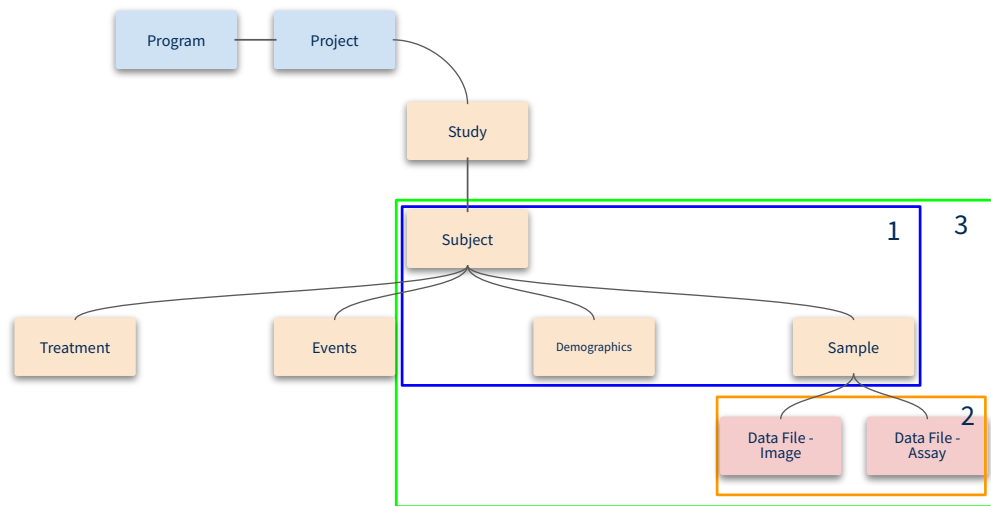 Program
Project
Study
Subject
1
3
Treatment
Events
Demographics
Sample
2
Data File -
Image
Data File -
Assay